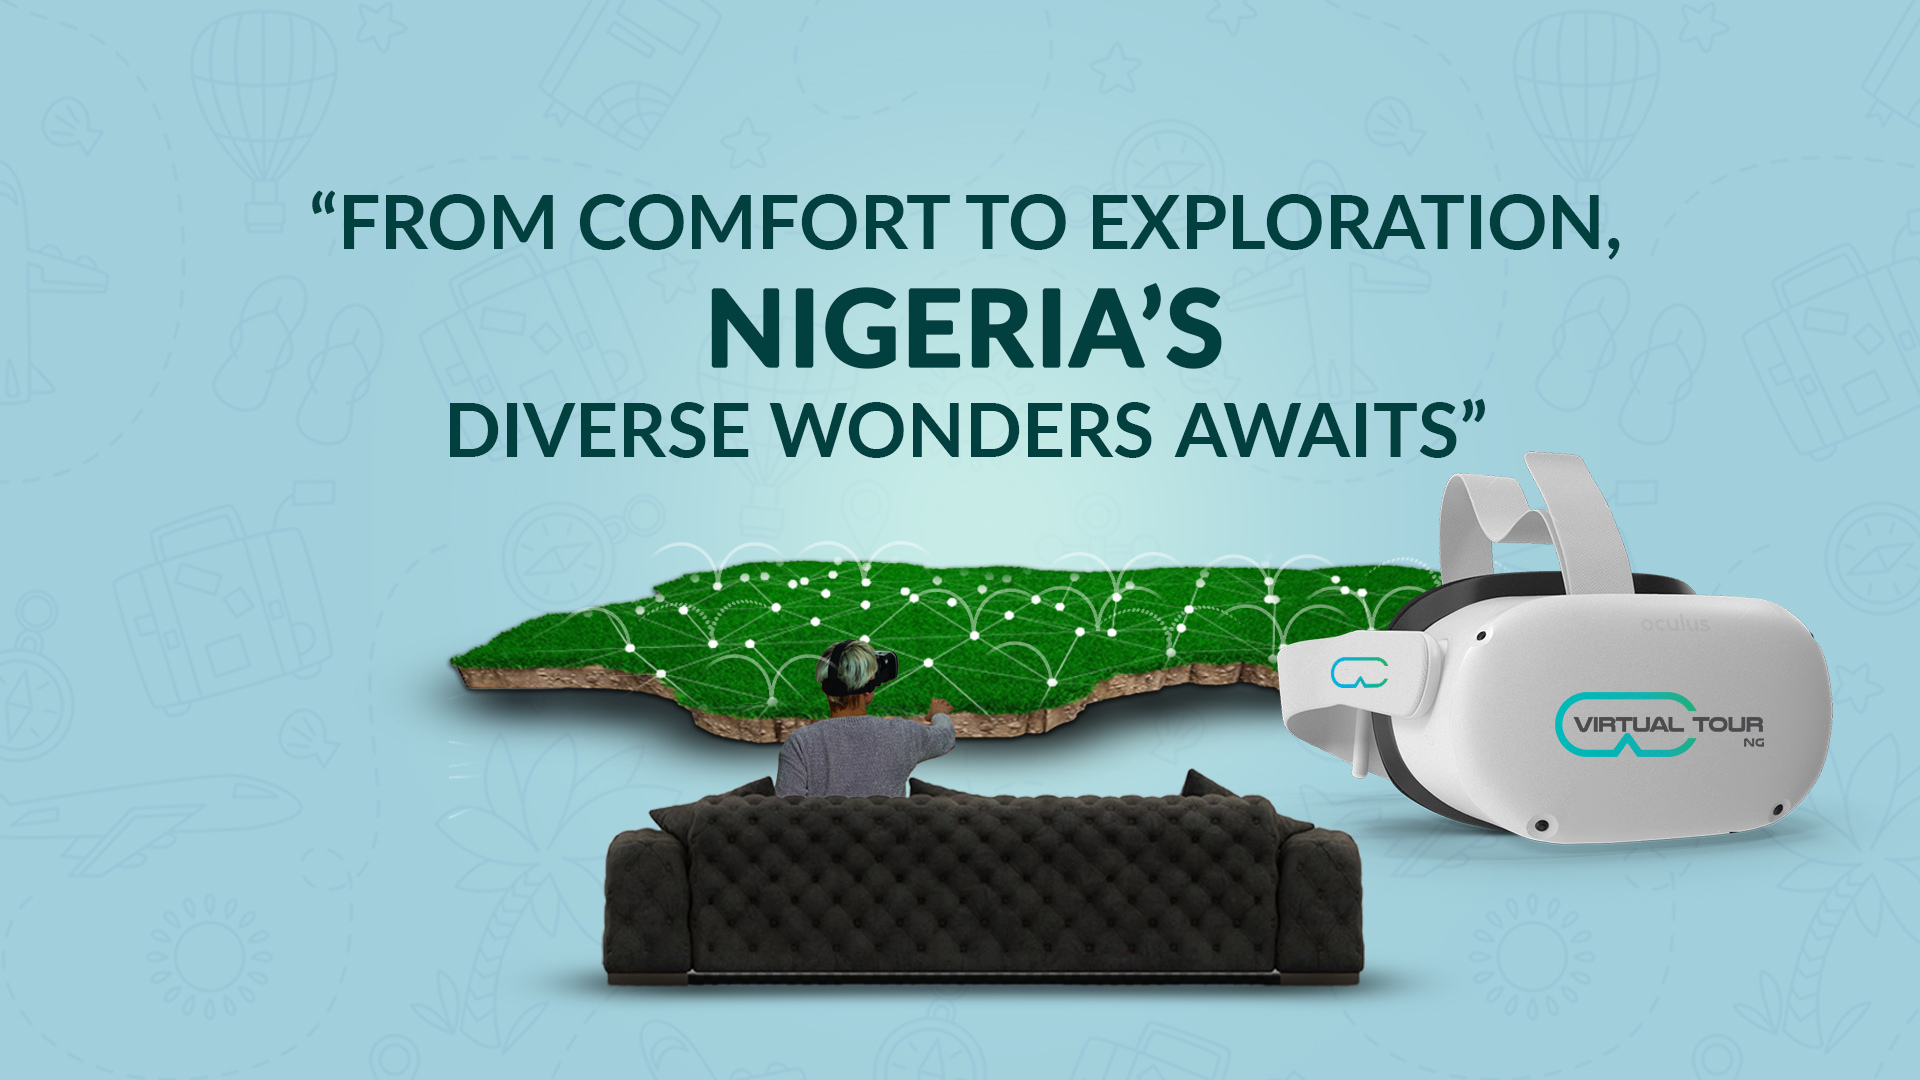 “FROM COMFORT TO EXPLORATION,
NIGERIA’S
DIVERSE WONDERS AWAITS”
oculus
VIRTUAL TOUR
NG